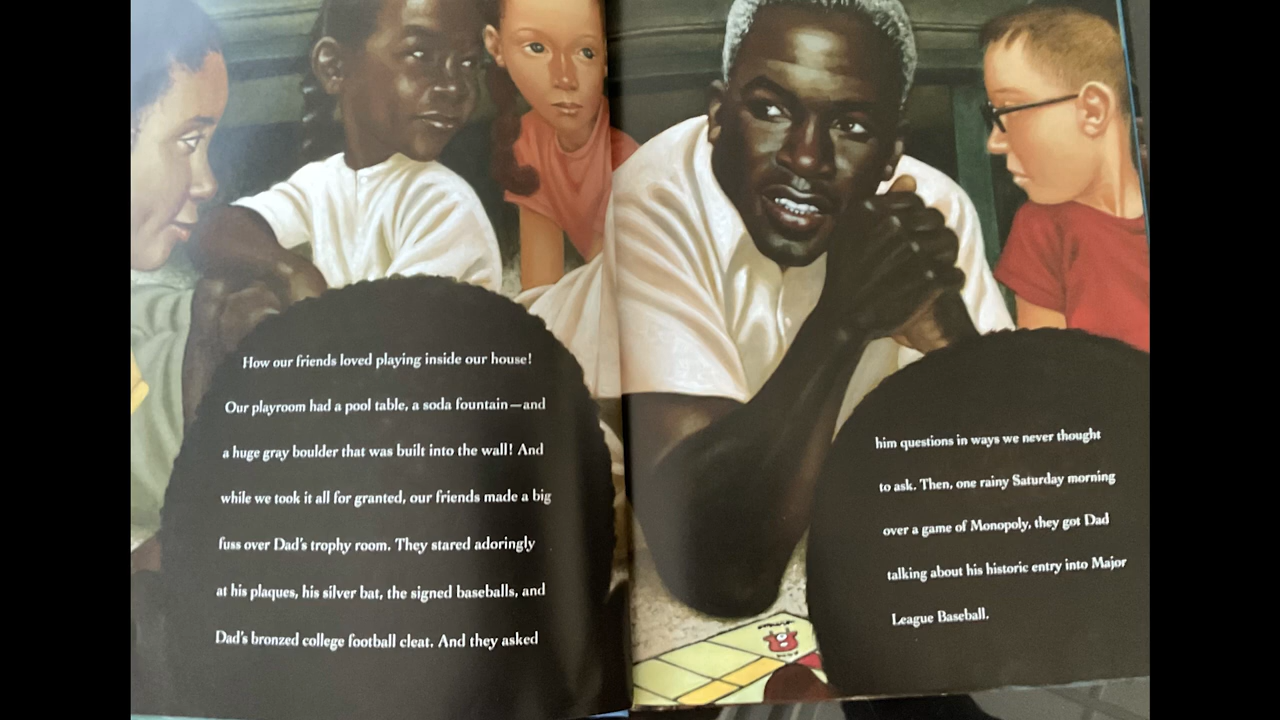 How our friends loved playing inside our house!
Our playroom had a pool table, a soda fountain—and
a huge gray boulder that was built into the wall! And
while we took it all for granted, our friends made a big
fuss over Dad's trophy room. They stared adoringly
at his plaques, his silver bat, the signed baseballs, and
Dad's bronzed college football cleat. And they asked
him questions in ways we never thought
to ask. Then, one rainy Saturday morning
over a game of Monopoly, they got Dad
talking about his historic entry into Major
League Baseball.